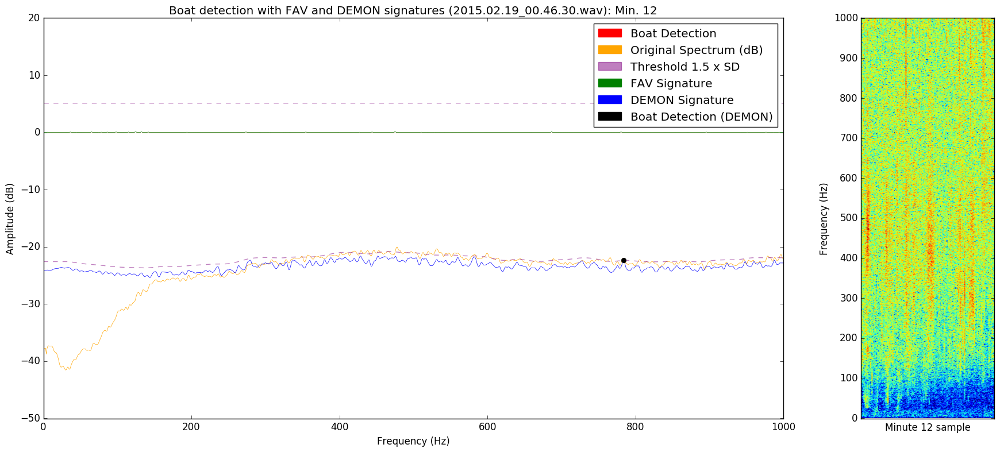 Boat detection with FAV and DEMON signatures (2015.02.19_00.46.30.wav): Min. 12
Boat Detection
Original Spectrum (dB)
Threshold 1.5 x SD
FAV Signature
DEMON Signature
Boat Detection (DEMON)
Amplitude (dB)
20
10
0
−10
−20
−30
−40
−50
0
200
400
600
800
1000
Frequency (Hz)
Frequency (Hz)
1000
900
800
700
600
500
400
300
200
100
0
Minute 12 sample